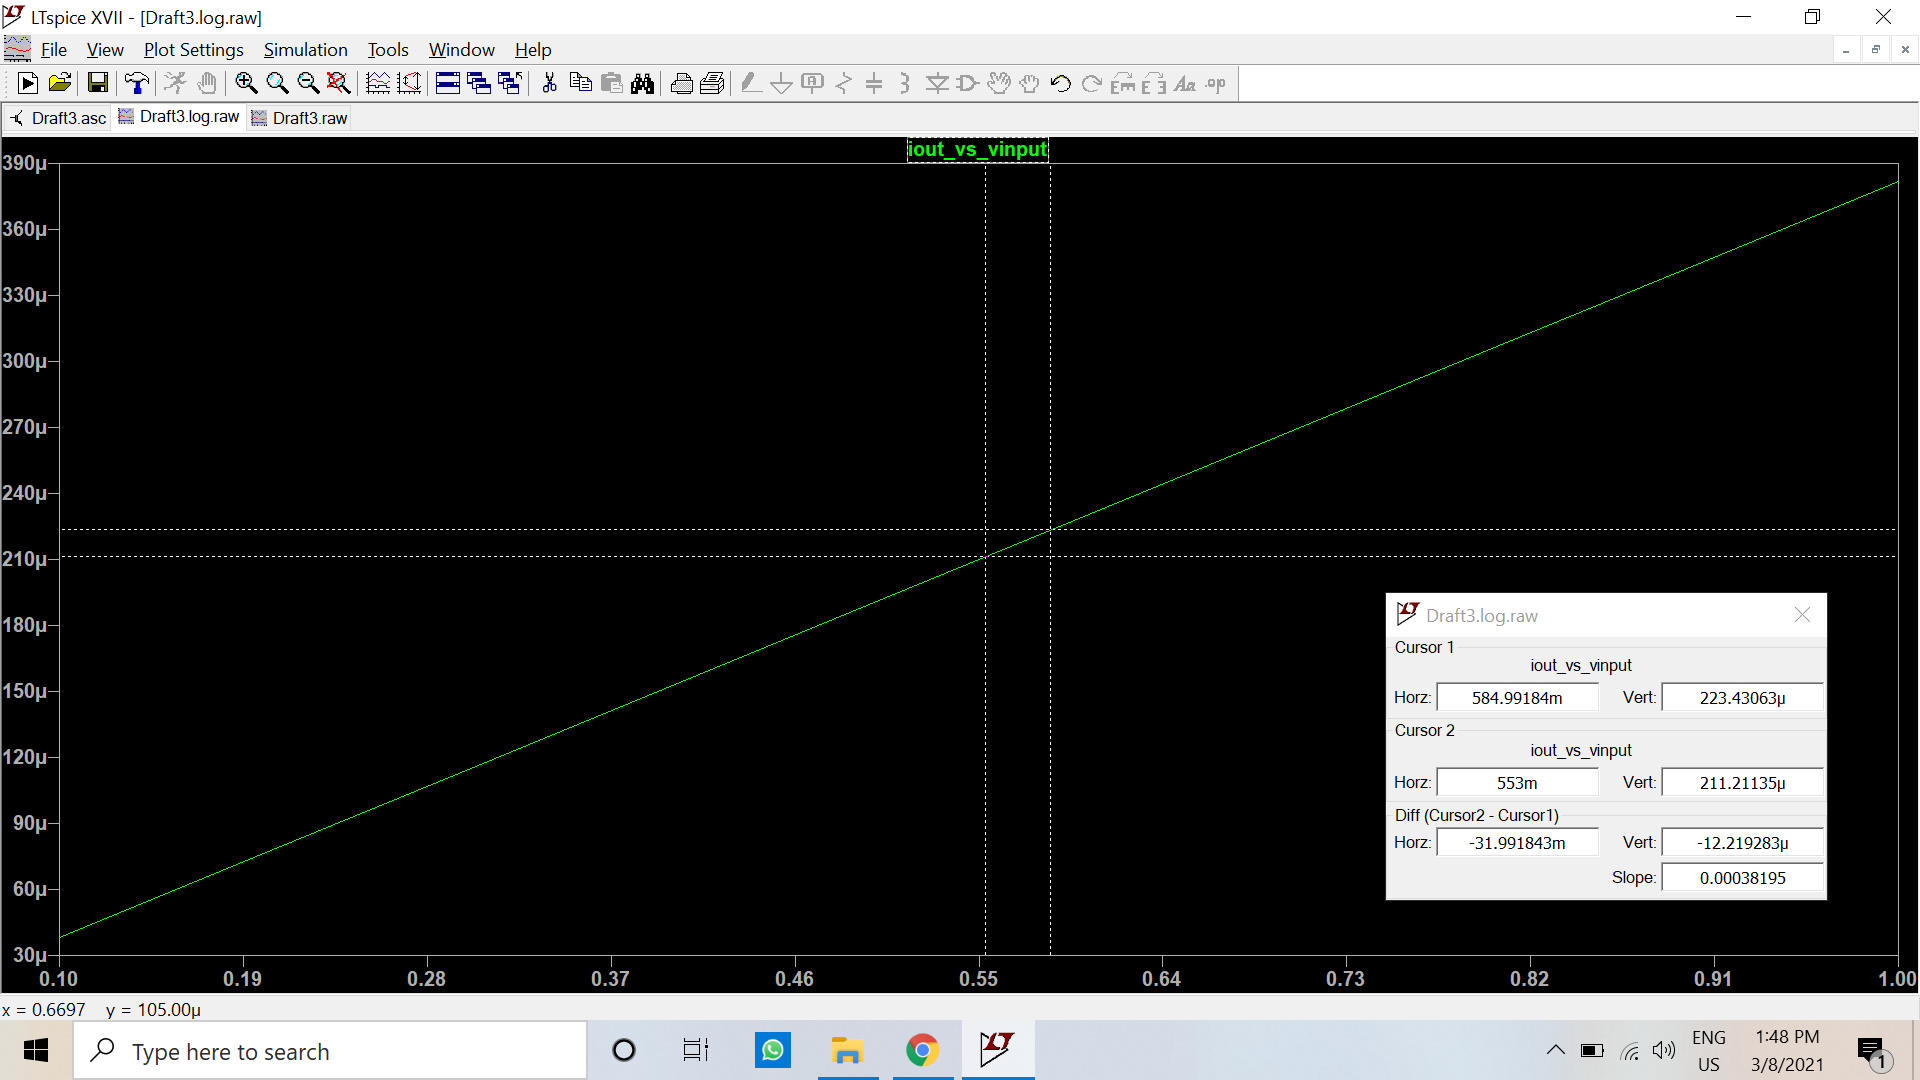 LTspice XVII - [Draft3.log.raw]
File View Plot Settings Simulation Tools Window Help
Draft3.asc Draft3.log.raw Draft3.raw
iout_vs_vinput
390µ
360µ
330µ
300µ
270µ
240µ
210µ
180µ
150µ
120µ
90µ
60µ
30µ
0.10 0.19 0.28 0.37 0.46 0.55 0.64 0.73 0.82 0.91 1.00
Draft3.log.raw
Cursor 1
iout_vs_vinput
Horz: 584.99184m Vert: 223.43063µ
Cursor 2
iout_vs_vinput
Horz: 553m Vert: 211.21135µ
Diff (Cursor2 - Cursor1)
Horz: -31.991843m Vert: -12.219283µ
Slope: 0.00038195
x = 0.6697 y = 105.00µ
Type here to search
ENG
US
1:48 PM
3/8/2021
1